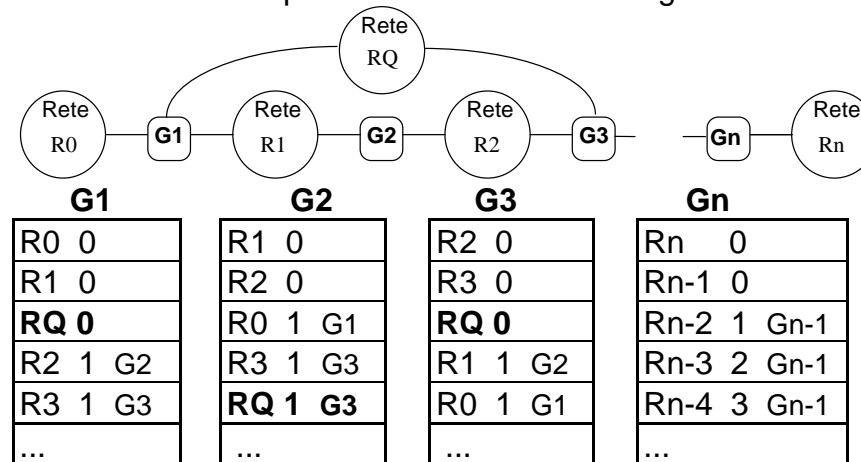 Rete
RQ
Rete
R0
G1
Rete
R1
G2
Rete
R2
G3
Gn
Rete
Rn
G1 G2 G3 Gn
R0 0
R1 0
RQ 0
R2 1 G2
R3 1 G3
...
R1 0
R2 0
R0 1 G1
R3 1 G3
RQ 1 G3
...
R2 0
R3 0
RQ 0
R1 1 G2
R0 1 G1
...
Rn 0
Rn-1 0
Rn-2 1 Gn-1
Rn-3 2 Gn-1
Rn-4 3 Gn-1
...